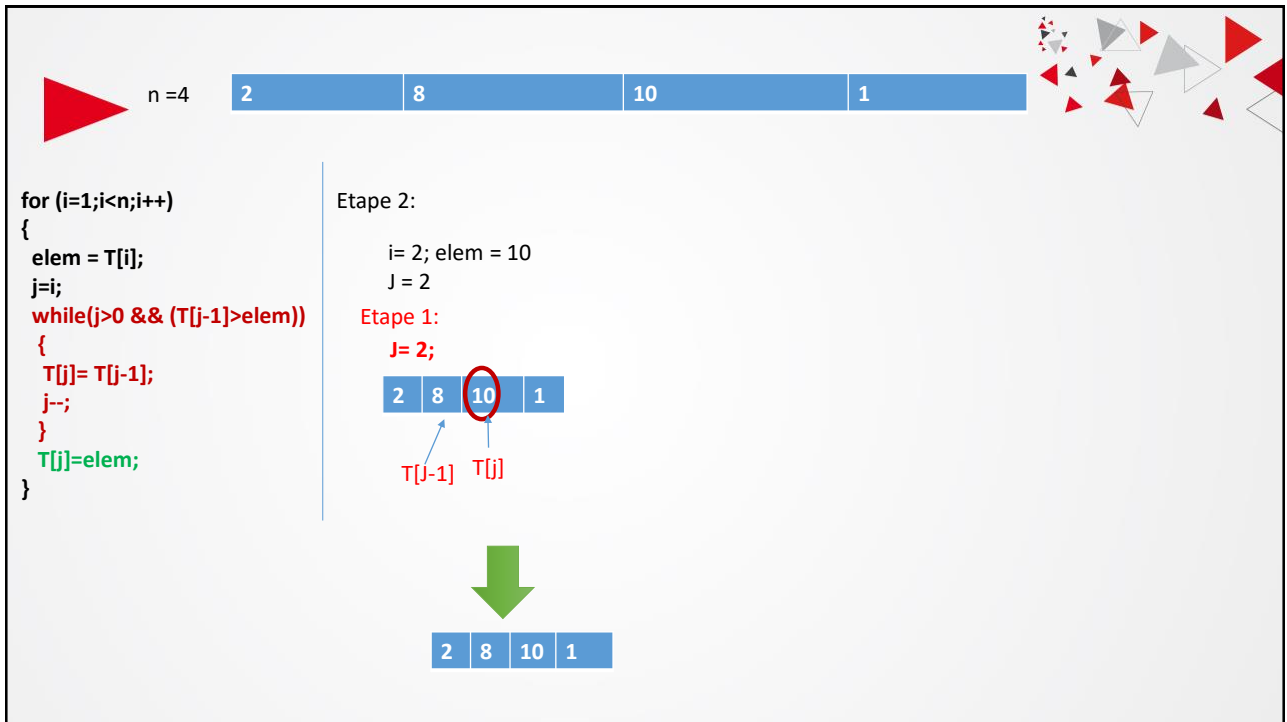 n =4
2 8 10 1
for (i=1;i<n;i++)
{
elem = T[i];
j=i;
while(j>0 && (T[j-1]>elem))
{
T[j]= T[j-1];
j--;
}
T[j]=elem;
}
Etape 2:
i= 2; elem = 10
J = 2
Etape 1:
J= 2;
2 8 10 1
T[J-1] T[j]
2 8 10 1